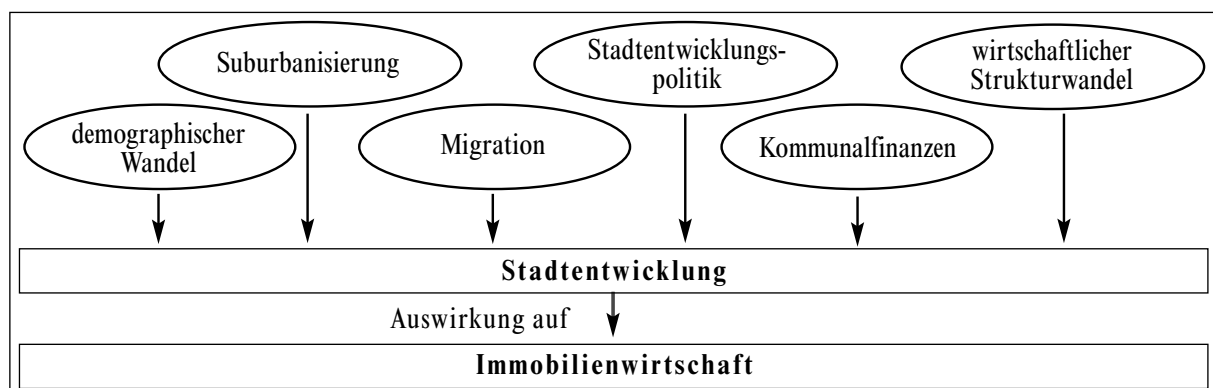 Suburbanisierung
Stadtentwicklungs-
politik
wirtschaftlicher
Strukturwandel
demographischer
Wandel
Migration
Kommunalfinanzen
Stadtentwicklung
Auswirkung auf
Immobilienwirtschaft